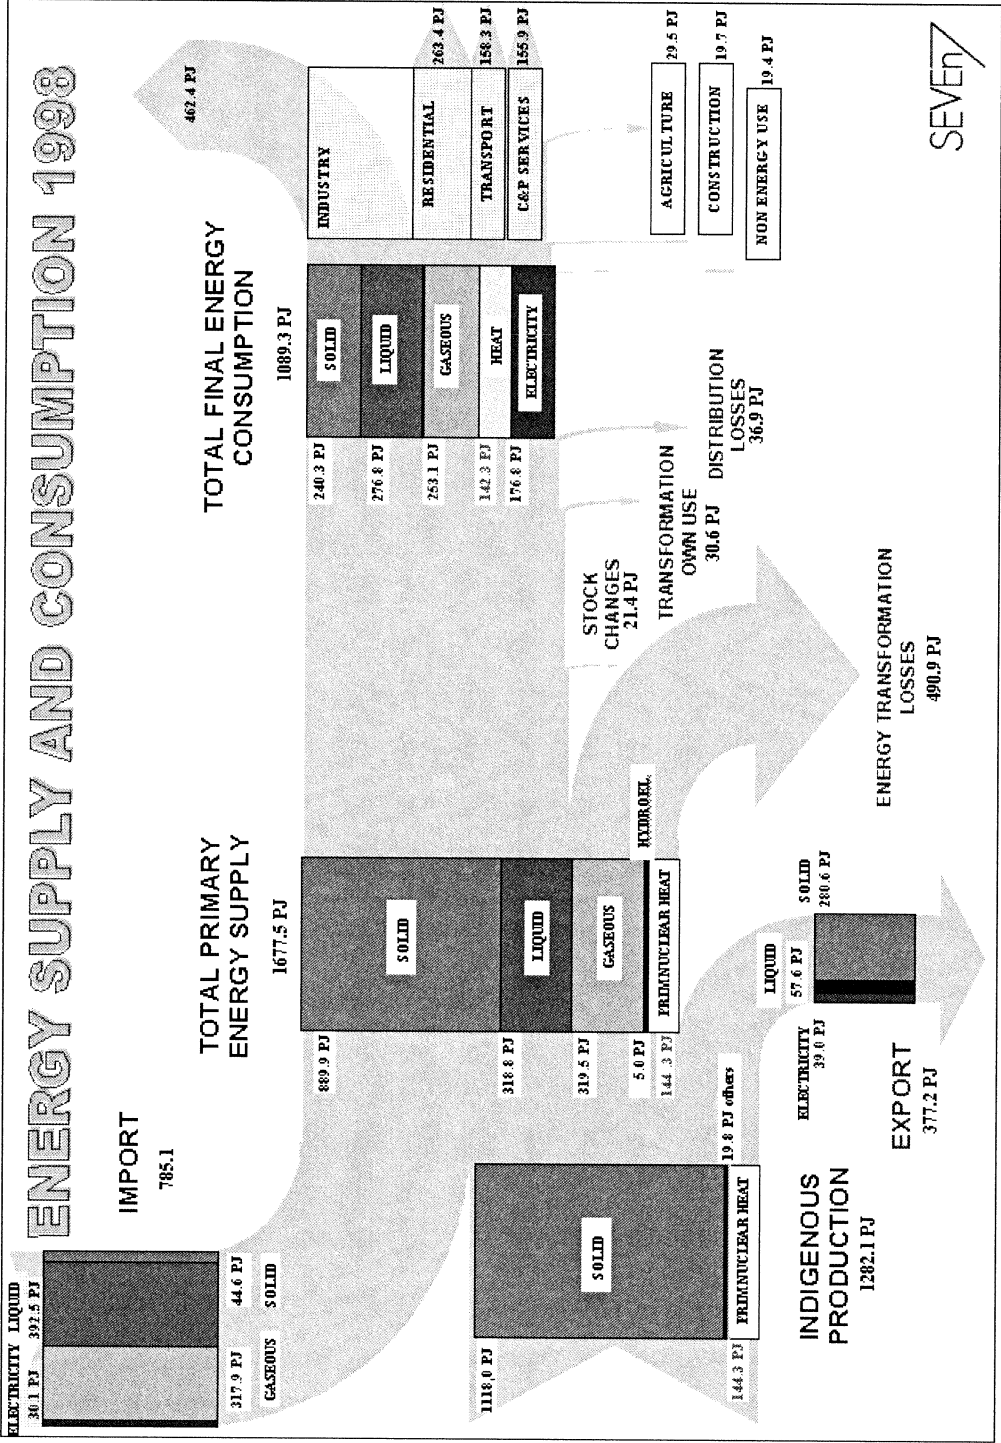 ENERGY SUPPLY AND CONSUMPTION 1998
ELECTRICITY LIQUID
30.1 PJ 392.5 PJ
317.9 PJ 44.6 PJ
GASEOUS SOLID
IMPORT
785.1
1118,0 PJ
SOLID
19.8 PJ others
PRIMNUCLEAR HEAT
144.3 PJ
INDIGENOUS
PRODUCTION
1282.1 PJ
TOTAL PRIMARY
ENERGY SUPPLY
1677.5 PJ
889.9 PJ
SOLID
318.8 PJ
LIQUID
319.5 PJ
GASEOUS
5.0 PJ
HYDROEL.
144.3 PJ
PRIMNUCLEAR HEAT
ELECTRICITY
39.0 PJ
LIQUID
57.6 PJ
SOLID
280.6 PJ
EXPORT
377.2 PJ
ENERGY TRANSFORMATION
LOSSES
490.9 PJ
STOCK
CHANGES
21.4 PJ
TRANSFORMATION
OWN USE
30.6 PJ
DISTRIBUTION
LOSSES
36.9 PJ
TOTAL FINAL ENERGY
CONSUMPTION
1089.3 PJ
240.3 PJ
SOLID
276.8 PJ
LIQUID
253.1 PJ
GASEOUS
142.3 PJ
HEAT
176.8 PJ
ELECTRICITY
462.4 PJ
INDUSTRY
RESIDENTIAL
263.4 PJ
TRANSPORT
158.3 PJ
C&P SERVICES
155.9 PJ
AGRICULTURE
29.5 PJ
CONSTRUCTION
19.7 PJ
NON ENERGY USE
19.4 PJ
SEVEn